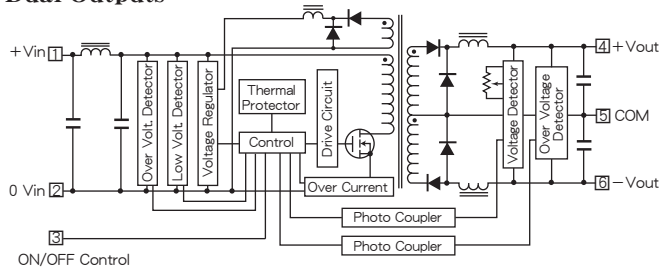 Dual Outputs
+Vin 1
4 +Vout
Over Volt. Detector
Low Volt. Detector
Voltage Regulator
Thermal
Protector
Control
Drive Circuit
Over Current
Voltage Detector
Over Voltage
Detector
5 COM
0 Vin 2
6 −Vout
Photo Coupler
Photo Coupler
3
ON/OFF Control